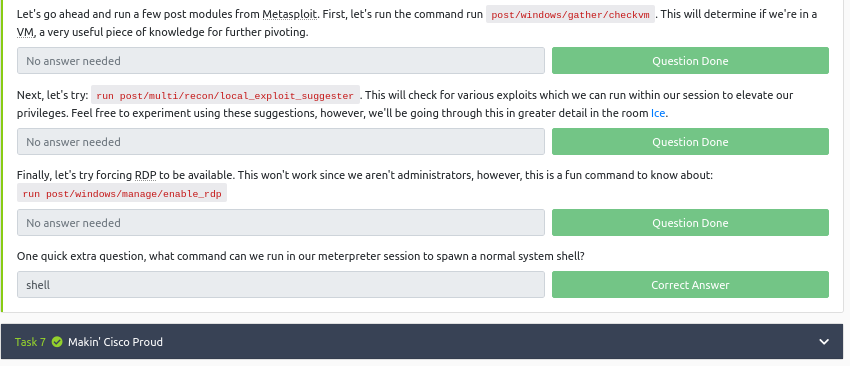 Let's go ahead and run a few post modules from Metasploit. First, let's run the command run post/windows/gather/checkvm . This will determine if we're in a
VM, a very useful piece of knowledge for further pivoting.
No answer needed
Question Done
Next, let's try: run post/multi/recon/local_exploit_suggester . This will check for various exploits which we can run within our session to elevate our
privileges. Feel free to experiment using these suggestions, however, we'll be going through this in greater detail in the room Ice.
No answer needed
Question Done
Finally, let's try forcing RDP to be available. This won't work since we aren't administrators, however, this is a fun command to know about:
run post/windows/manage/enable_rdp
No answer needed
Question Done
One quick extra question, what command can we run in our meterpreter session to spawn a normal system shell?
shell
Correct Answer
Task 7 Makin' Cisco Proud